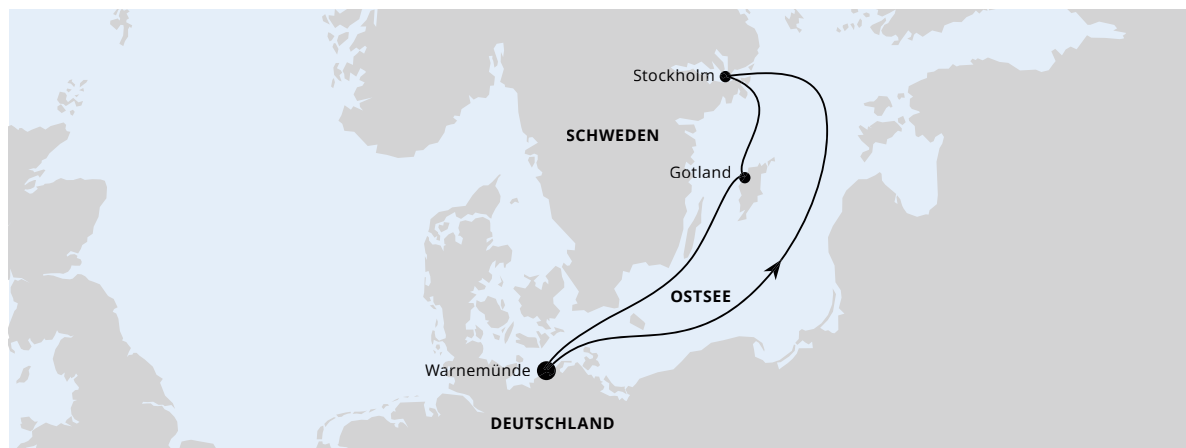 Stockholm
SCHWEDEN
Gotland
OSTSEE
Warnemünde
DEUTSCHLAND